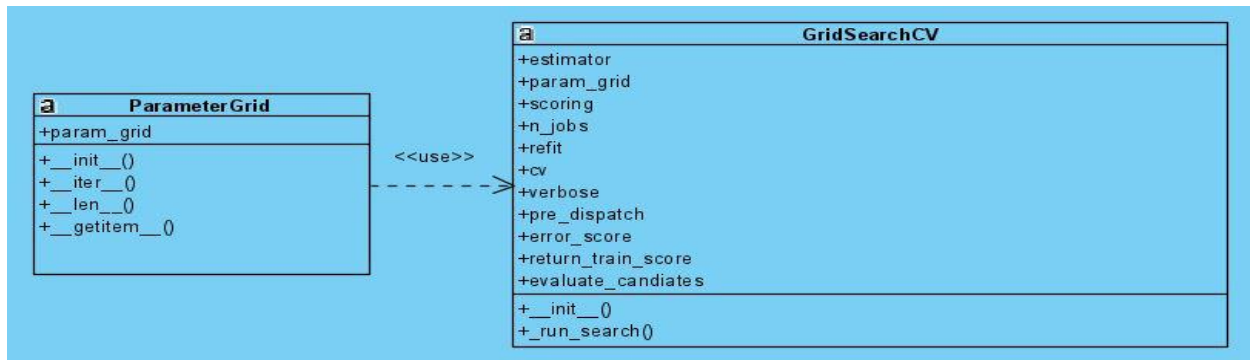 a ParameterGrid
+param_grid
+__init__()
+__iter__()
+__len__()
+__getitem__()
<<use>>
a GridSearchCV
+estimator
+param_grid
+scoring
+n_jobs
+refit
+cv
+verbose
+pre_dispatch
+error_score
+return_train_score
+evaluate_candiates
+__init__()
+_run_search()